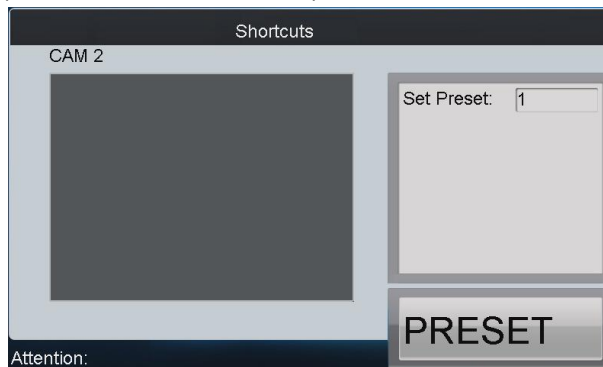 Shortcuts
CAM 2
Set Preset: 1
PRESET
Attention: